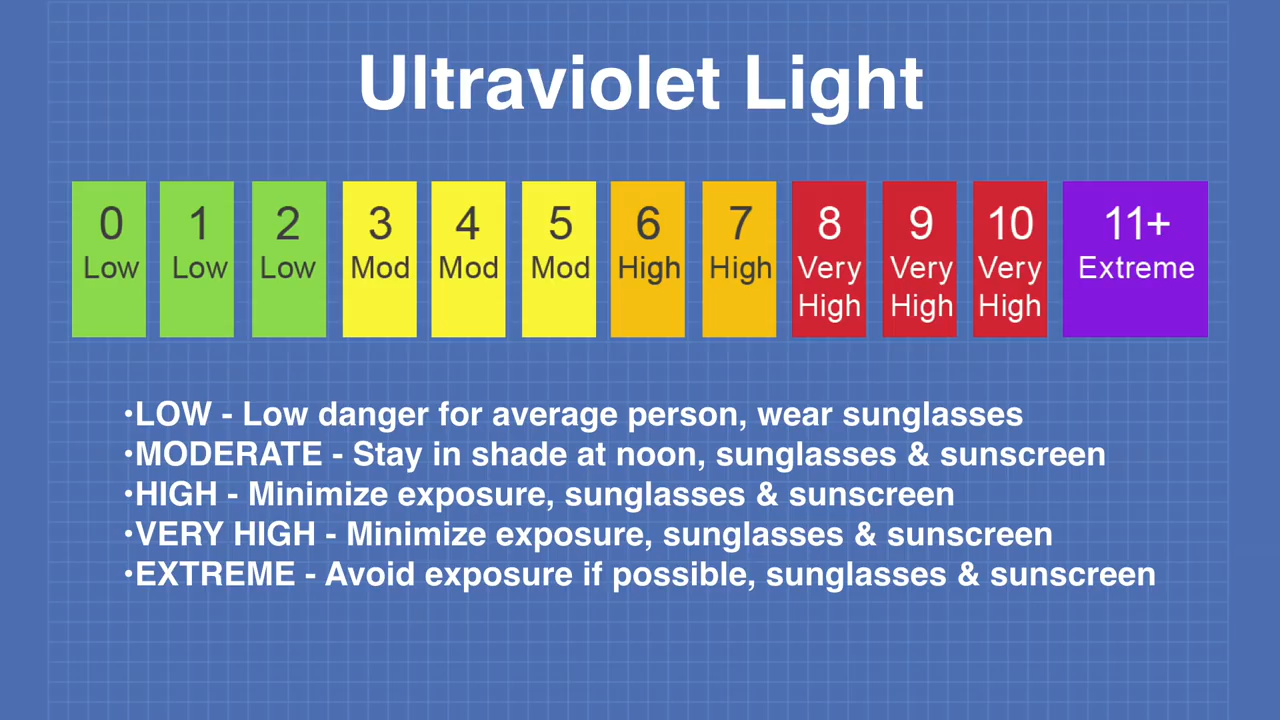 Ultraviolet Light
0 1 2 3 4 5 6 7 8 9 10 11+
Low Low Low Mod Mod Mod High High Very Very Very Extreme
High High High
•LOW - Low danger for average person, wear sunglasses
•MODERATE - Stay in shade at noon, sunglasses & sunscreen
•HIGH - Minimize exposure, sunglasses & sunscreen
•VERY HIGH - Minimize exposure, sunglasses & sunscreen
•EXTREME - Avoid exposure if possible, sunglasses & sunscreen